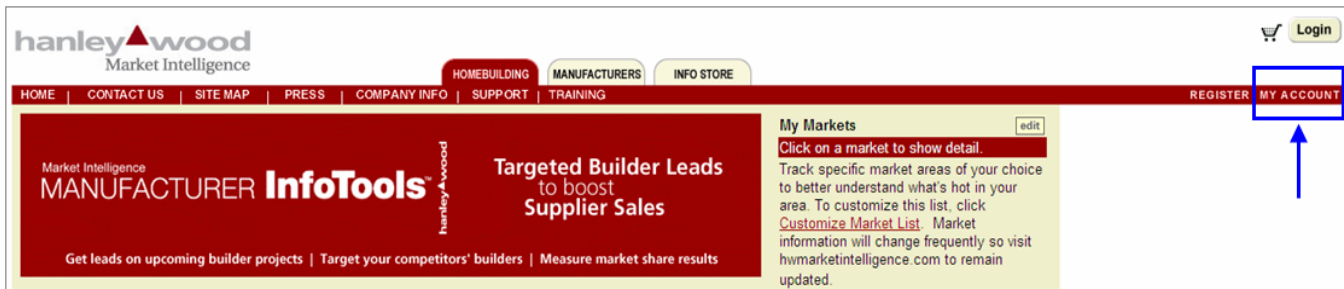 hanley wood
Market Intelligence
Login
HOMEBUILDING MANUFACTURERS INFO STORE
HOME | CONTACT US | SITE MAP | PRESS | COMPANY INFO | SUPPORT | TRAINING
REGISTER MY ACCOUNT
Market Intelligence
MANUFACTURER InfoTools™
hanley wood
Targeted Builder Leads
to boost
Supplier Sales
Get leads on upcoming builder projects | Target your competitors' builders | Measure market share results
My Markets
edit
Click on a market to show detail.
Track specific market areas of your choice
to better understand what's hot in your
area. To customize this list, click
Customize Market List. Market
information will change frequently so visit
hwmarketintelligence.com to remain
updated.